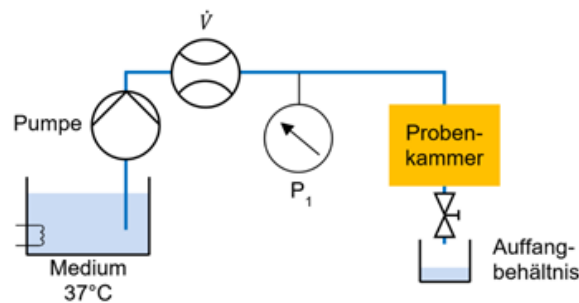 V̇
Pumpe
P₁
Proben-
kammer
Medium
37°C
Auffang-
behältnis